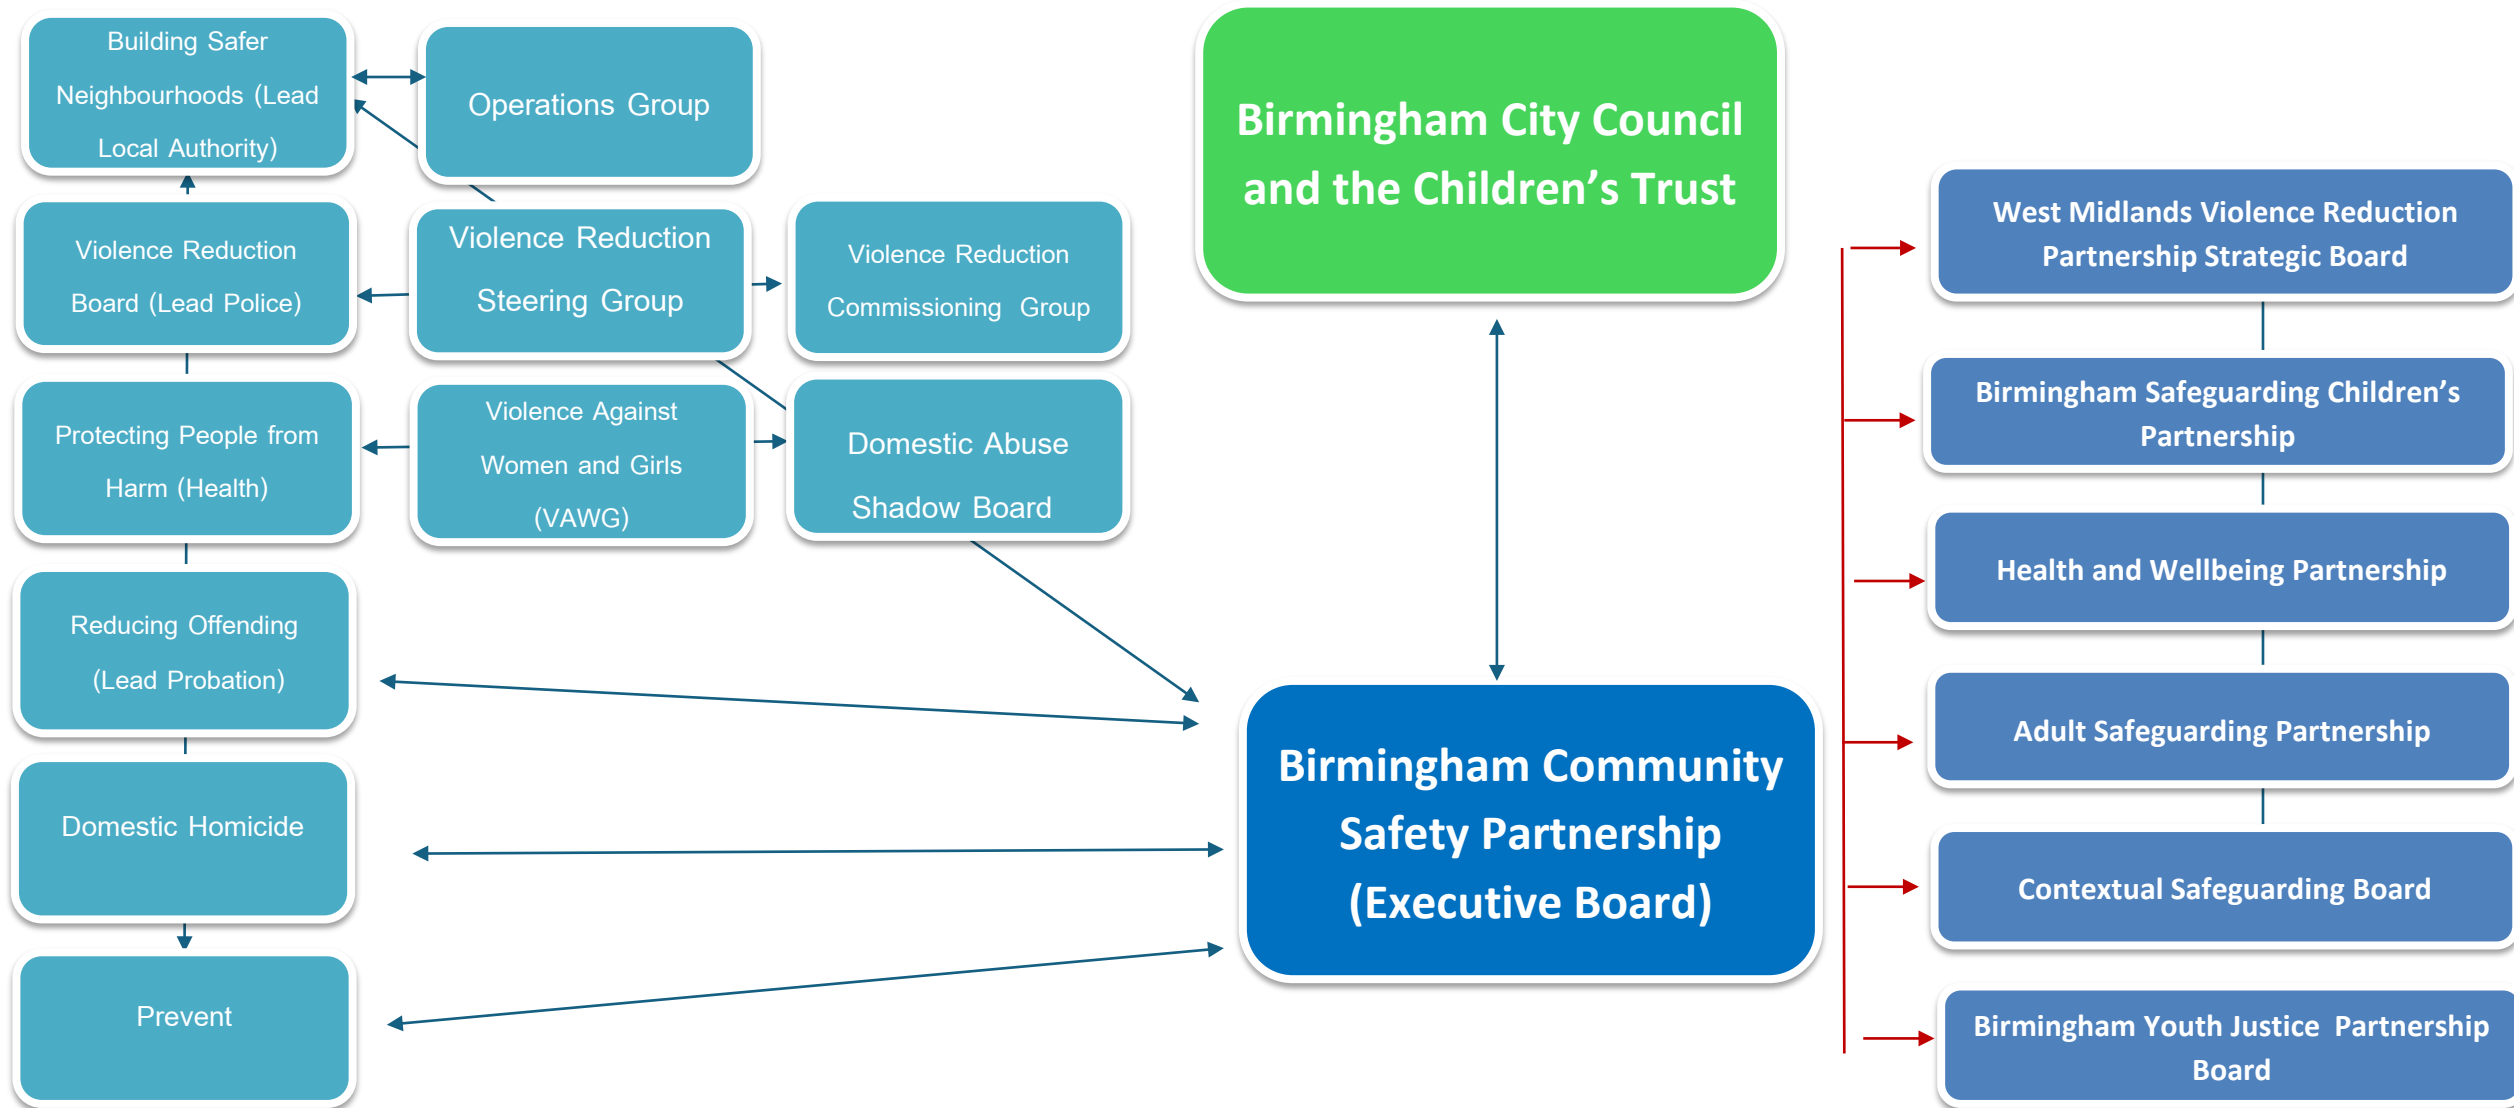 Building Safer
Neighbourhoods (Lead
Local Authority)
Operations Group
Birmingham City Council
and the Children’s Trust
Violence Reduction
Board (Lead Police)
Violence Reduction
Steering Group
Violence Reduction
Commissioning Group
West Midlands Violence Reduction
Partnership Strategic Board
Protecting People from
Harm (Health)
Violence Against
Women and Girls
(VAWG)
Domestic Abuse
Shadow Board
Birmingham Safeguarding Children’s
Partnership
Health and Wellbeing Partnership
Reducing Offending
(Lead Probation)
Birmingham Community
Safety Partnership
(Executive Board)
Adult Safeguarding Partnership
Domestic Homicide
Contextual Safeguarding Board
Prevent
Birmingham Youth Justice Partnership
Board